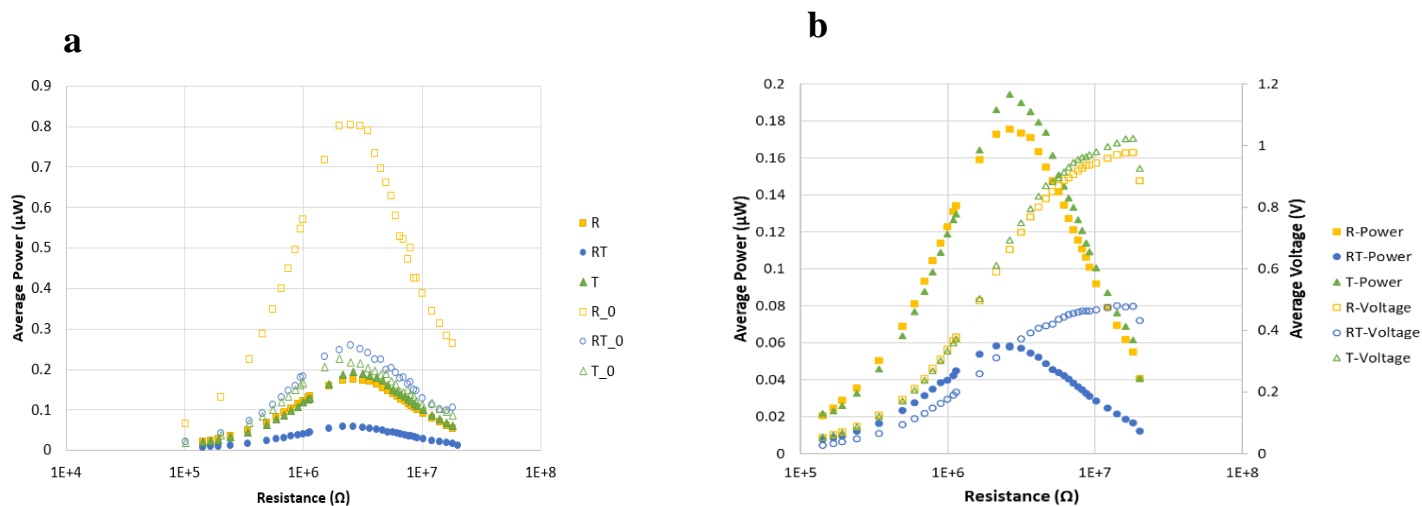 a
0.9
0.8
0.7
0.6
0.5
0.4
0.3
0.2
0.1
0
Average Power (µW)
1E+4 1E+5 1E+6 1E+7 1E+8
Resistance (Ω)
R
RT
T
R_0
RT_0
T_0
b
0.2
0.18
0.16
0.14
0.12
0.1
0.08
0.06
0.04
0.02
0
Average Power (µW)
1.2
1
0.8
0.6
0.4
0.2
0
Average Voltage (V)
1E+5 1E+6 1E+7 1E+8
Resistance (Ω)
R-Power
RT-Power
T-Power
R-Voltage
RT-Voltage
T-Voltage